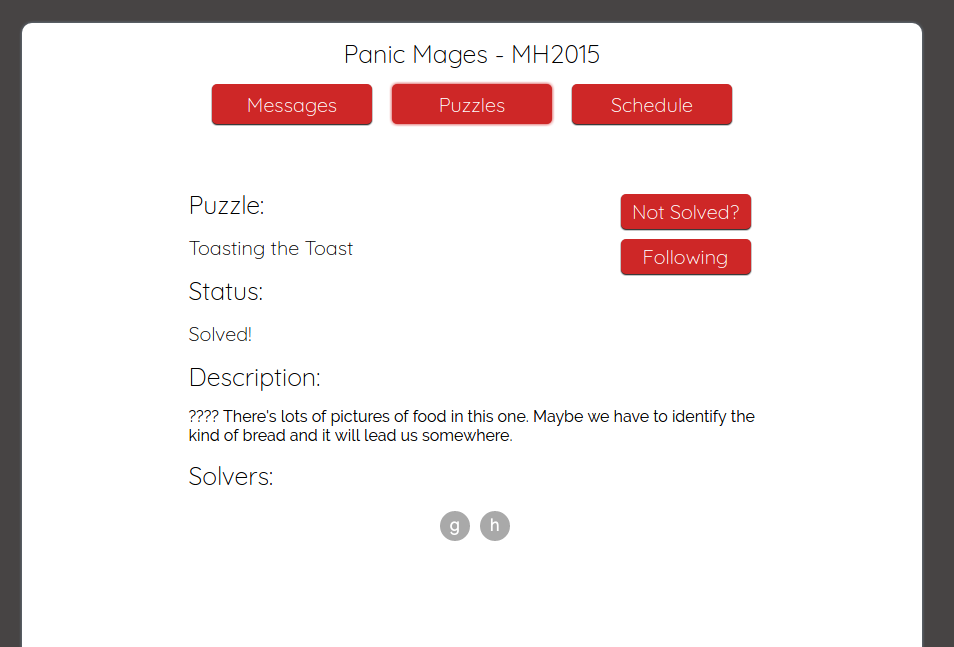 Panic Mages - MH2015
Messages Puzzles Schedule
Puzzle:
Not Solved?
Toasting the Toast
Following
Status:
Solved!
Description:
???? There's lots of pictures of food in this one. Maybe we have to identify the
kind of bread and it will lead us somewhere.
Solvers:
g h